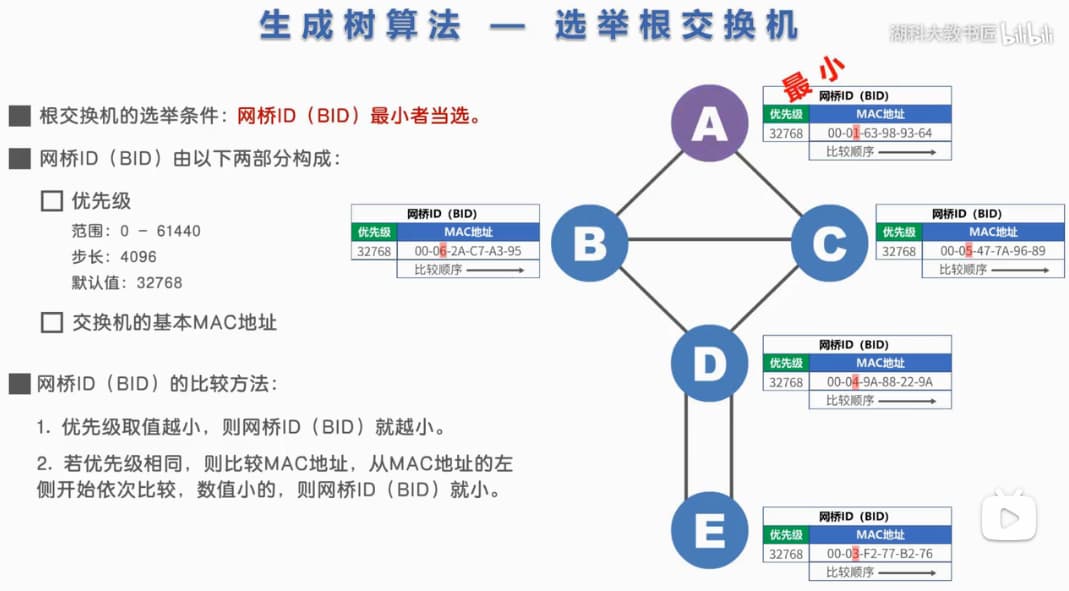 生成树算法 — 选举根交换机
湖科大教书匠 bilibili
根交换机的选举条件：网桥ID（BID）最小者当选。
网桥ID（BID）由以下两部分构成：
优先级
范围：0 – 61440
步长：4096
默认值：32768
交换机的基本MAC地址
网桥ID（BID）的比较方法：
1. 优先级取值越小，则网桥ID（BID）就越小。
2. 若优先级相同，则比较MAC地址，从MAC地址的左
侧开始依次比较，数值小的，则网桥ID（BID）就小。
最小
A
网桥ID（BID）
优先级 MAC地址
32768 00-01-63-98-93-64
比较顺序
网桥ID（BID）
优先级 MAC地址
32768 00-06-2A-C7-A3-95
比较顺序
B
C
网桥ID（BID）
优先级 MAC地址
32768 00-05-47-7A-96-89
比较顺序
D
网桥ID（BID）
优先级 MAC地址
32768 00-04-9A-88-22-9A
比较顺序
E
网桥ID（BID）
优先级 MAC地址
32768 00-03-F2-77-B2-76
比较顺序